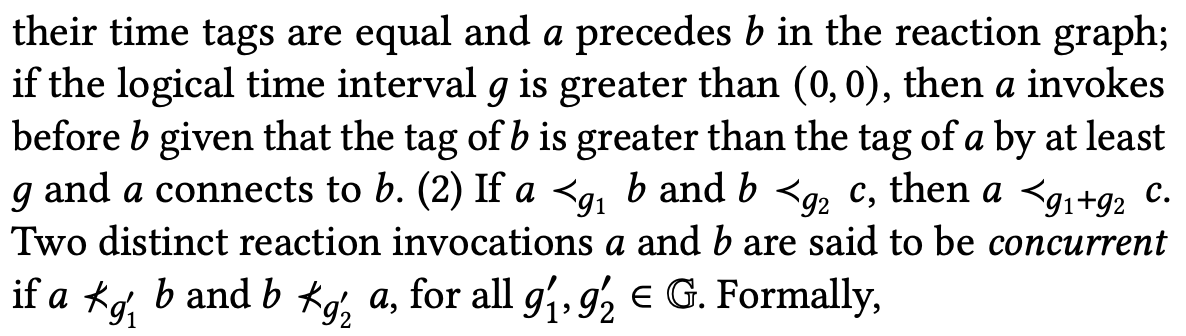 their time tags are equal and a precedes b in the reaction graph;
if the logical time interval g is greater than (0, 0), then a invokes
before b given that the tag of b is greater than the tag of a by at least
g and a connects to b. (2) If a ≺g₁ b and b ≺g₂ c, then a ≺g₁+g₂ c.
Two distinct reaction invocations a and b are said to be concurrent
if a ⊀g′₁ b and b ⊀g′₂ a, for all g′₁, g′₂ ∈ 𝔾. Formally,